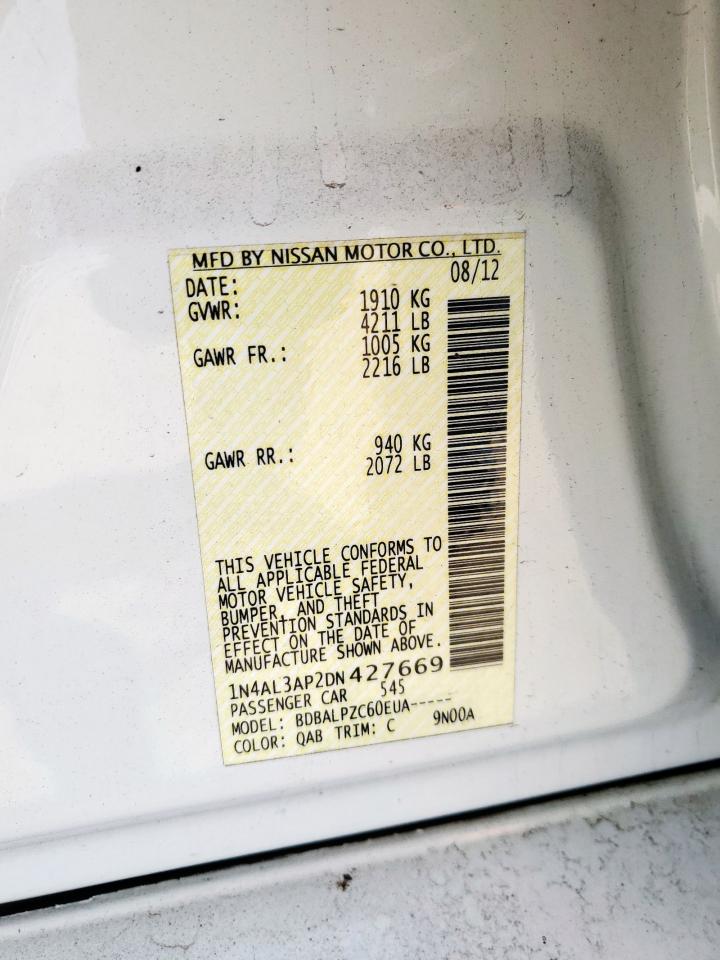 MFD BY NISSAN MOTOR CO., LTD.
DATE: 08/12
GVWR: 1910 KG
4211 LB
GAWR FR.: 1005 KG
2216 LB
GAWR RR.: 940 KG
2072 LB
THIS VEHICLE CONFORMS TO
ALL APPLICABLE FEDERAL
MOTOR VEHICLE SAFETY,
BUMPER, AND THEFT
PREVENTION STANDARDS IN
EFFECT ON THE DATE OF
MANUFACTURE SHOWN ABOVE.
1N4AL3AP2DN427669
PASSENGER CAR 545
MODEL: BDBALPZC60EUA-----
COLOR: QAB TRIM: C 9N00A